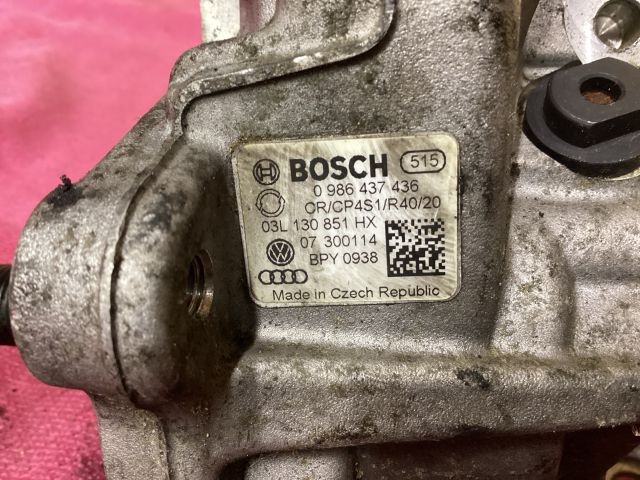 BOSCH 515
0 986 437 436
OR/CP4S1/R40/20
03L 130 851 HX
07 300114
BPY 0938
Made in Czech Republic